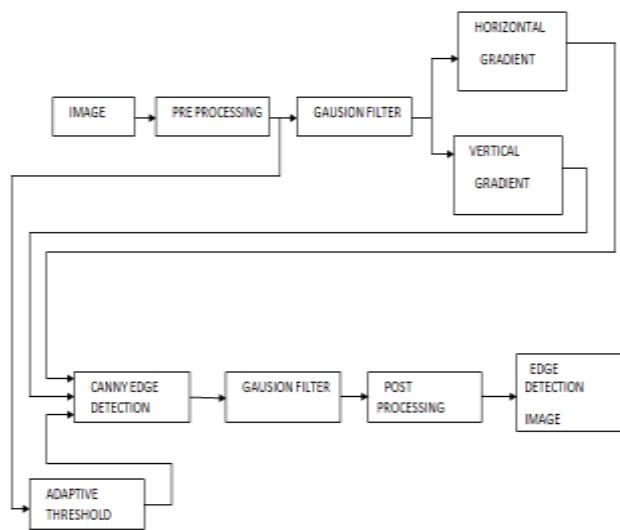 HORIZONTAL
GRADIENT
IMAGE
PRE PROCESSING
GAUSION FILTER
VERTICAL
GRADIENT
CANNY EDGE
DETECTION
GAUSION FILTER
POST
PROCESSING
EDGE
DETECTION
IMAGE
ADAPTIVE
THRESHOLD